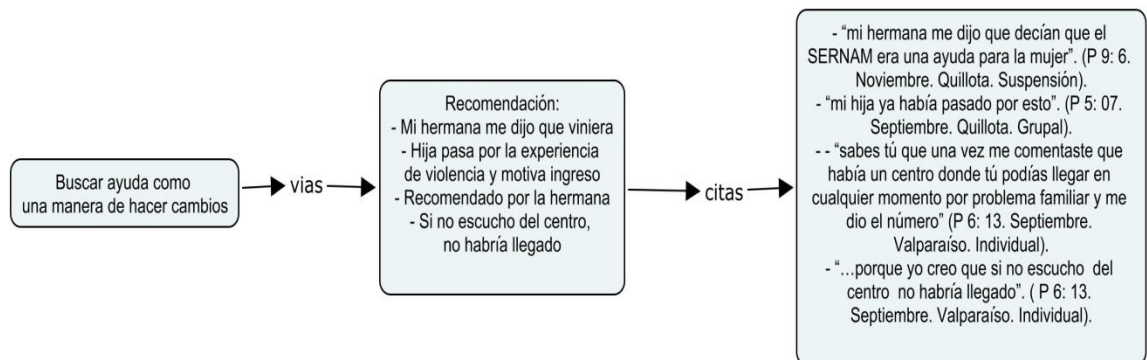 Buscar ayuda como
una manera de hacer cambios
vias
Recomendación:
- Mi hermana me dijo que viniera
- Hija pasa por la experiencia
de violencia y motiva ingreso
- Recomendado por la hermana
- Si no escucho del centro,
no habría llegado
citas
- “mi hermana me dijo que decían que el
SERNAM era una ayuda para la mujer”. (P 9: 6.
Noviembre. Quillota. Suspensión).
- “mi hija ya había pasado por esto”. (P 5: 07.
Septiembre. Quillota. Grupal).
- - “sabes tú que una vez me comentaste que
había un centro donde tú podías llegar en
cualquier momento por problema familiar y me
dio el número” (P 6: 13. Septiembre.
Valparaíso. Individual).
- “…porque yo creo que si no escucho del
centro no habría llegado”. ( P 6: 13.
Septiembre. Valparaíso. Individual).